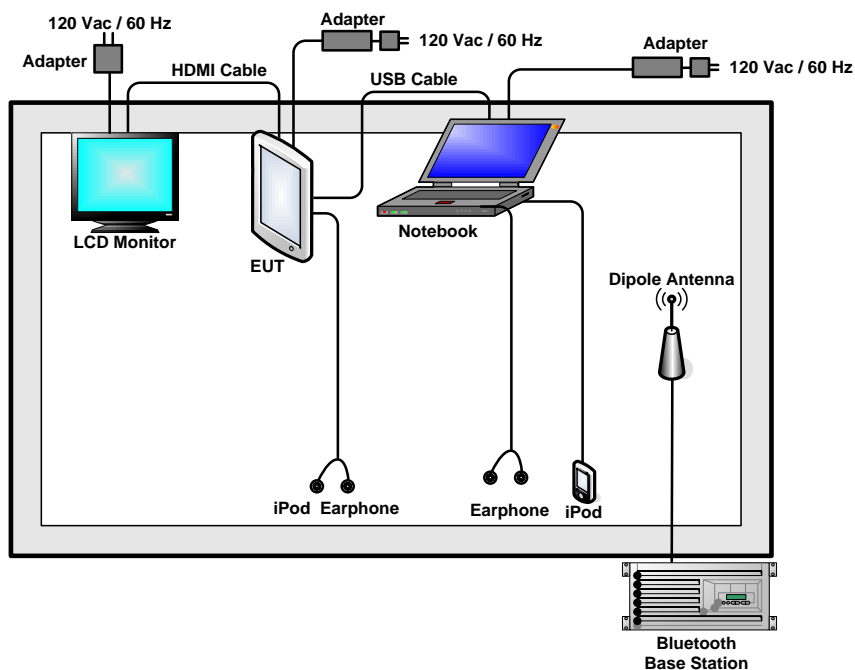 120 Vac / 60 Hz
Adapter
Adapter
120 Vac / 60 Hz
Adapter
120 Vac / 60 Hz
HDMI Cable
USB Cable
LCD Monitor
EUT
Notebook
Dipole Antenna
iPod Earphone
Earphone
iPod
Bluetooth
Base Station